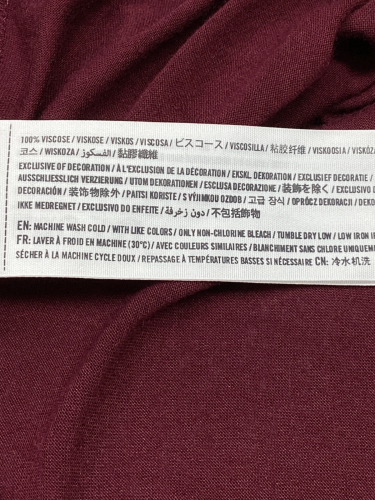 100% VISCOSE / VISKOSE / VISKOS / VISCOSA / ビスコース / VISCOSILLA / 粘胶纤维 / VISKOOSIA / VISKÓZA
코스 / WISKOZA / الفسكوز / 黏膠纖維
EXCLUSIVE OF DECORATION / À L'EXCLUSION DE LA DÉCORATION / EKSKL. DEKORATION / EXCLUSIEF DECORATIE /
AUSSCHLIESSLICH VERZIERUNG / UTOM DEKORATIONEN / ESCLUSA DECORAZIONE / 装飾を除く / EXCLUSIVE D
DECORACIÓN / 装饰物除外 / PAITSI KORISTE / S VÝJIMKOU OZDOB / 고급 장식 / OPRÓCZ DEKORACJI / DEKO
IKKE MEDREGNET / EXCLUSIVO DO ENFEITE / دون زخرفة / 不包括飾物
EN: MACHINE WASH COLD / WITH LIKE COLORS / ONLY NON-CHLORINE BLEACH / TUMBLE DRY LOW / LOW IRON
FR: LAVER À FROID EN MACHINE (30°C) / AVEC COULEURS SIMILAIRES / BLANCHIMENT SANS CHLORE UNIQUEM
SÉCHER À LA MACHINE CYCLE DOUX / REPASSAGE À TEMPÉRATURES BASSES SI NÉCESSAIRE CN: 冷水机洗